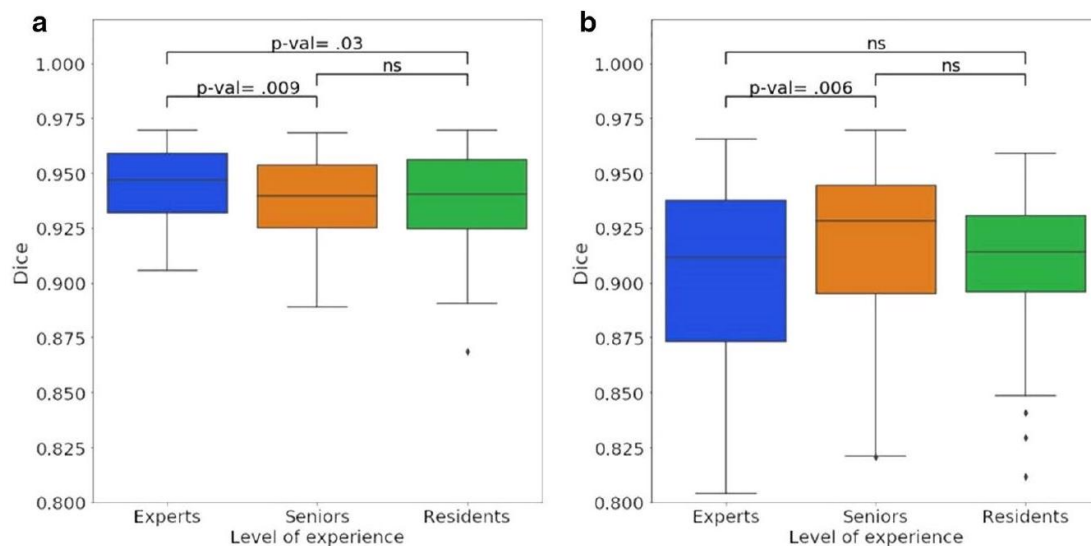 a
p-val= .03
ns
p-val= .009
1.000
0.975
0.950
0.925
0.900
0.875
0.850
0.825
0.800
Dice
Experts Seniors Residents
Level of experience
b
ns
ns
p-val= .006
1.000
0.975
0.950
0.925
0.900
0.875
0.850
0.825
0.800
Dice
Experts Seniors Residents
Level of experience